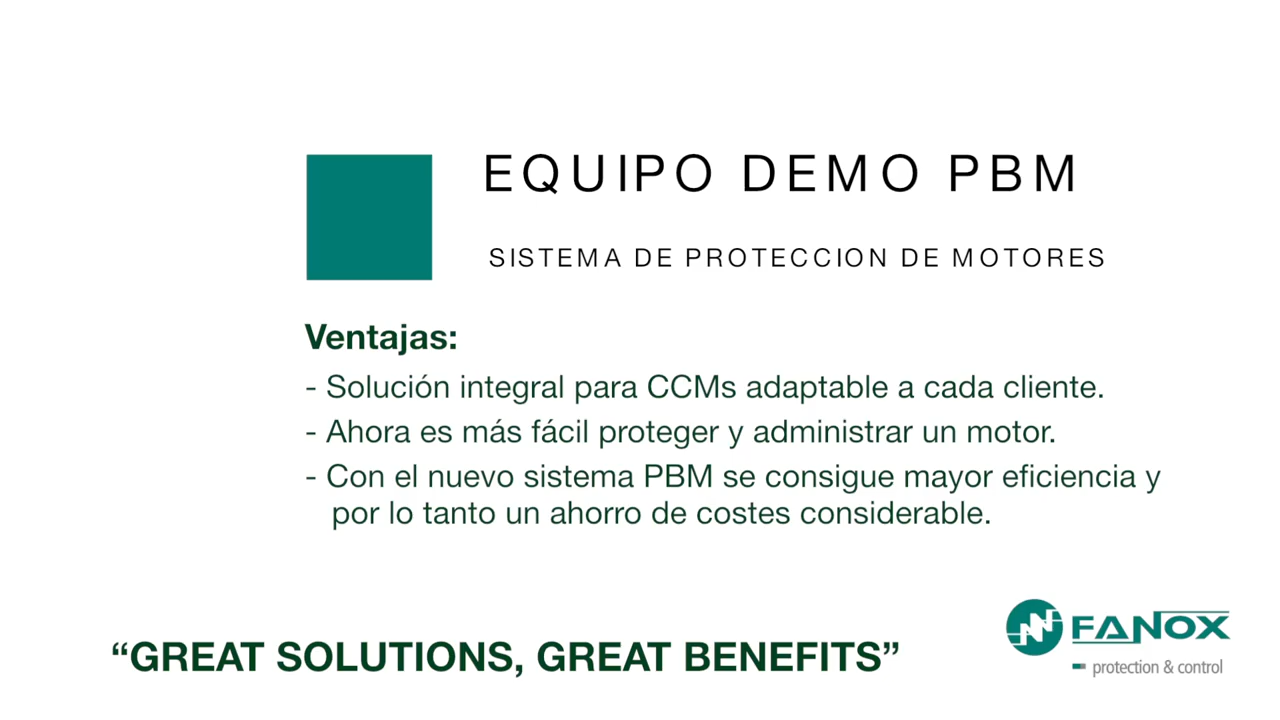 EQUIPO DEMO PBM
SISTEMA DE PROTECCION DE MOTORES
Ventajas:
- Solución integral para CCMs adaptable a cada cliente.
- Ahora es más fácil proteger y administrar un motor.
- Con el nuevo sistema PBM se consigue mayor eficiencia y
por lo tanto un ahorro de costes considerable.
“GREAT SOLUTIONS, GREAT BENEFITS”
FANOX
protection & control